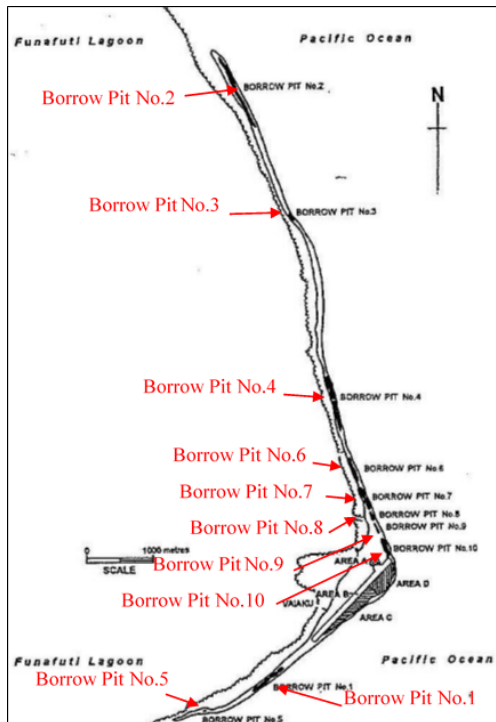 Funafuti Lagoon
Pacific Ocean
Borrow Pit No.2
BORROW PIT No.2
N
Borrow Pit No.3
BORROW PIT No.3
Borrow Pit No.4
BORROW PIT No.4
Borrow Pit No.6
BORROW PIT No.6
Borrow Pit No.7
BORROW PIT No.7
Borrow Pit No.8
BORROW PIT No.8
BORROW PIT No.9
0 1000 metres
SCALE
Borrow Pit No.9
BORROW PIT No.10
AREA A
Borrow Pit No.10
AREA D
AREA B
VAIAKU
AREA C
Funafuti Lagoon
Pacific Ocean
Borrow Pit No.5
BORROW PIT No.1
Borrow Pit No.1
BORROW PIT No.5